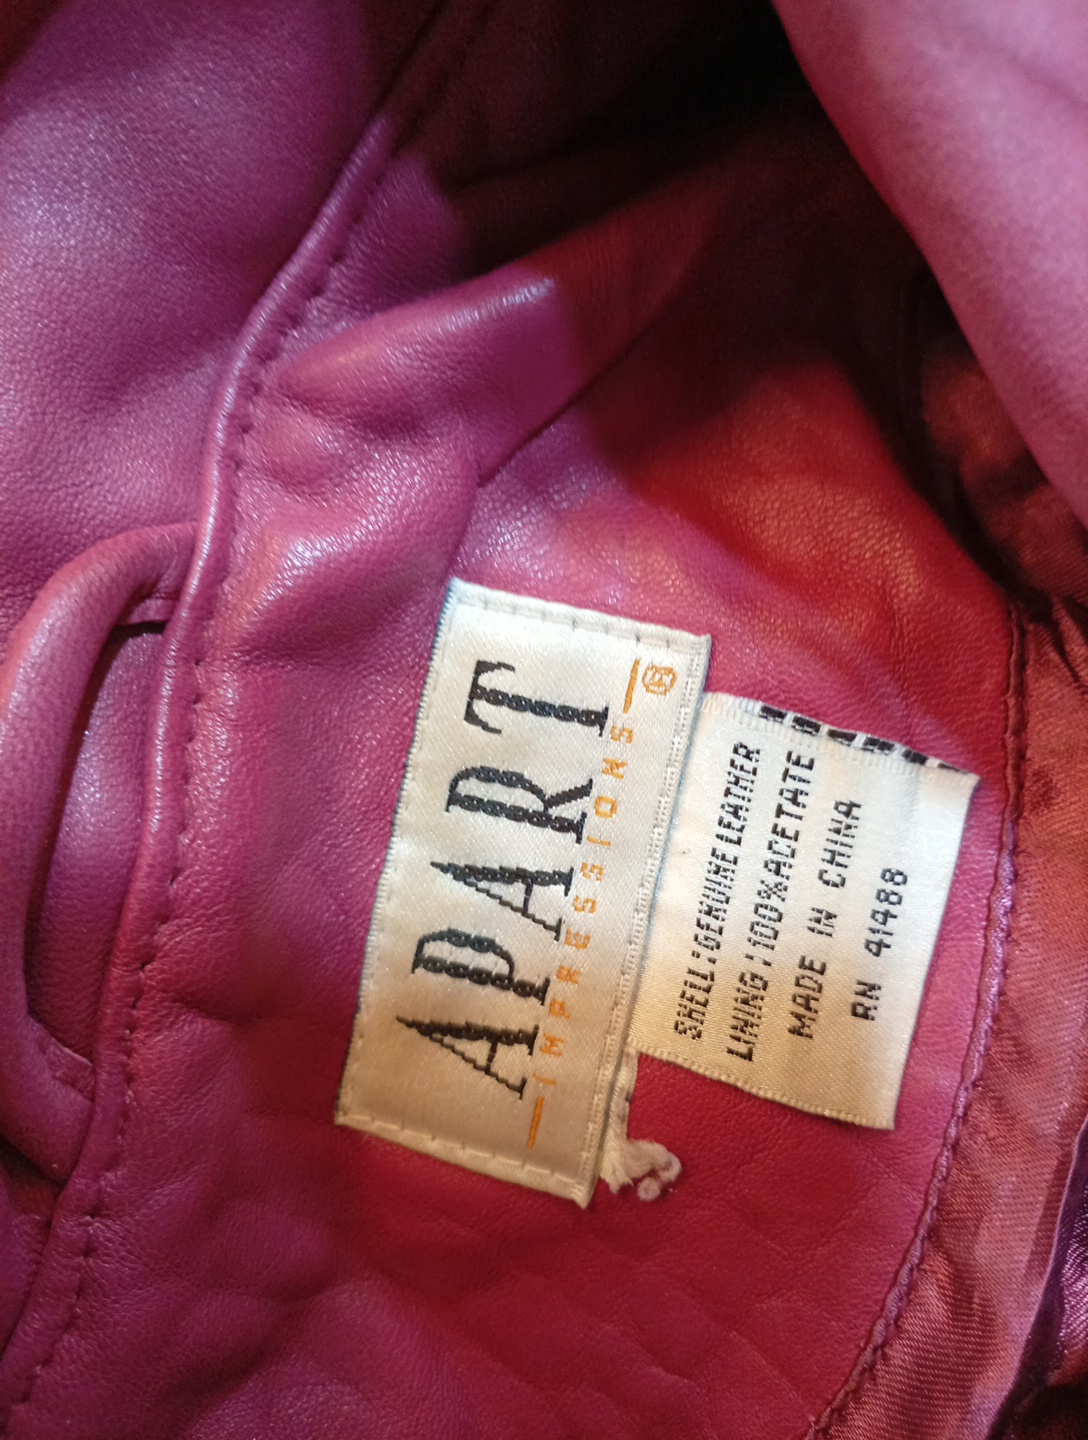 APART
IMPRESSIONS
®
SHELL:GENUINE LEATHER
LINING:100%ACETATE
MADE IN CHINA
RN 41488